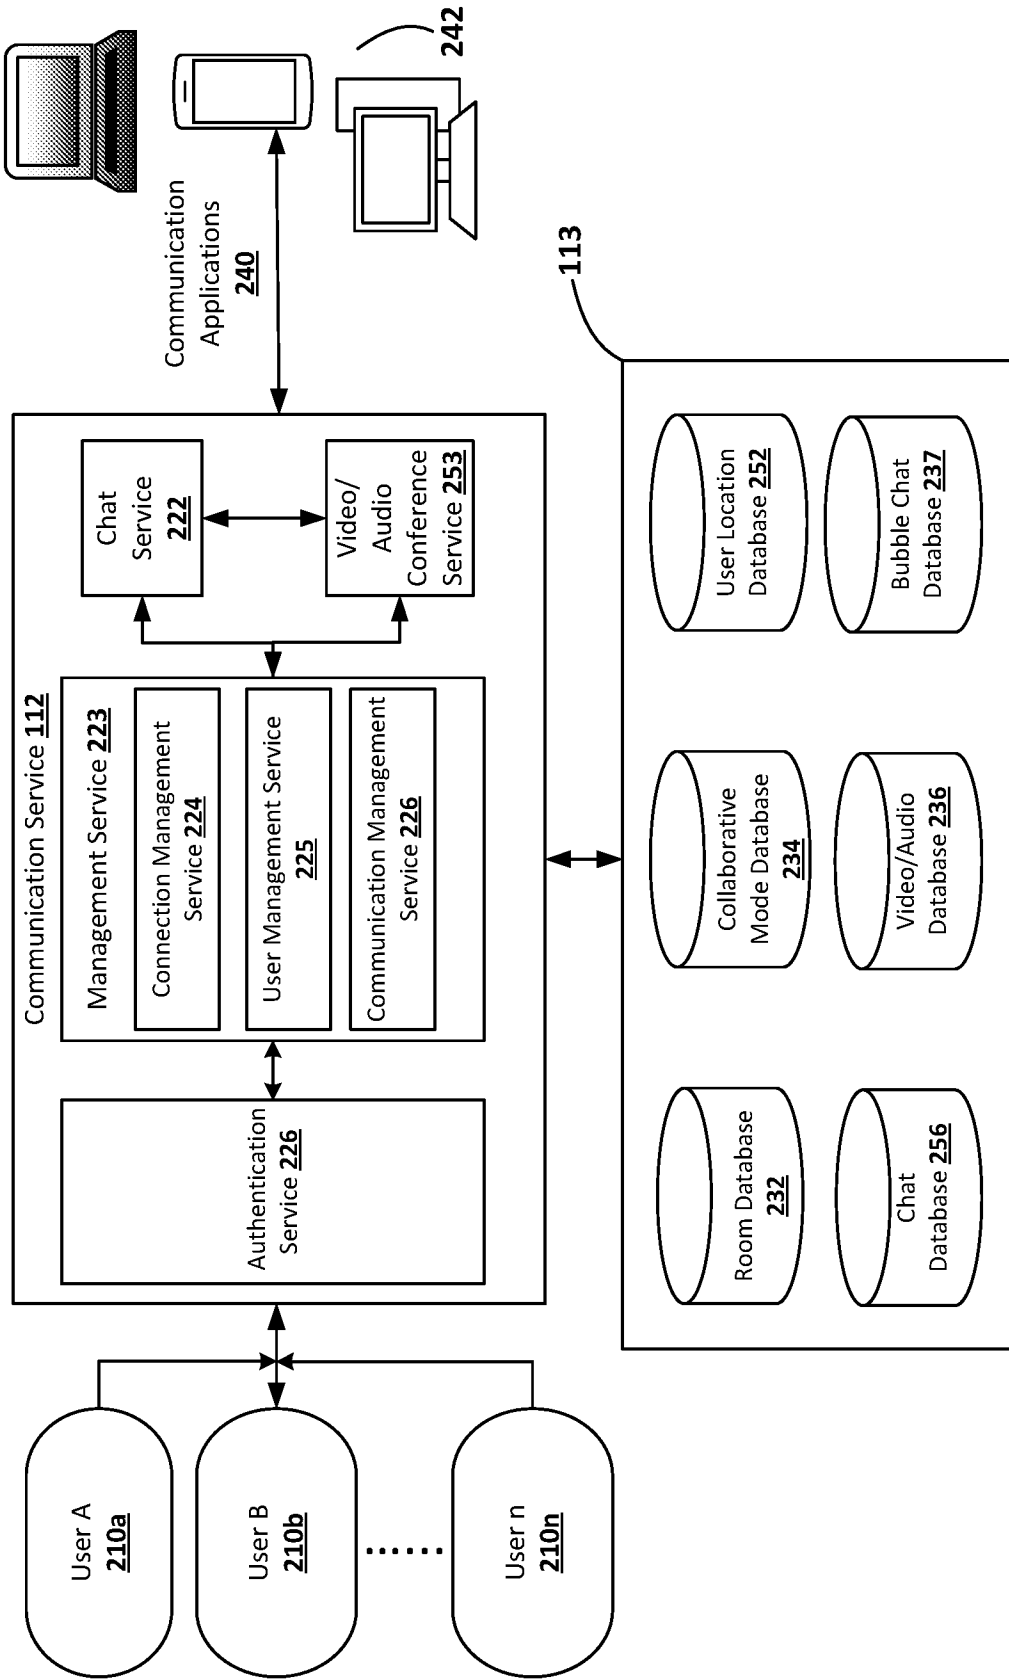 User A
210a
User B
210b
......
User n
210n
Communication Service 112
Authentication
Service 226
Management Service 223
Connection Management
Service 224
User Management Service
225
Communication Management
Service 226
Chat
Service
222
Video/
Audio
Conference
Service 253
Communication
Applications
240
242
113
Room Database
232
Collaborative
Mode Database
234
User Location
Database 252
Chat
Database 256
Video/Audio
Database 236
Bubble Chat
Database 237